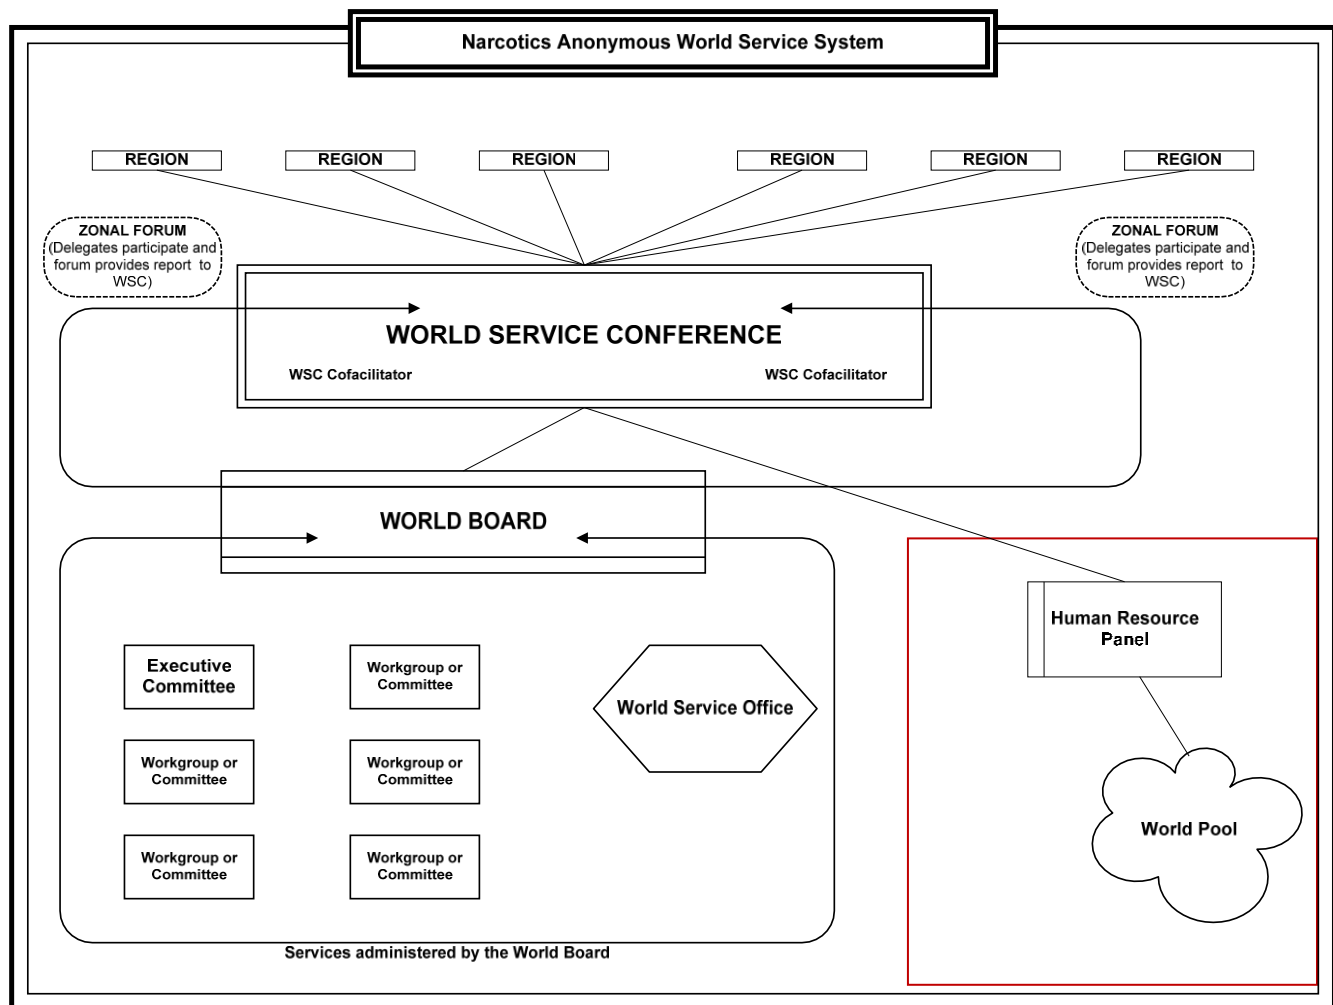 Narcotics Anonymous World Service System
REGION
REGION
REGION
REGION
REGION
REGION
ZONAL FORUM
(Delegates participate and
forum provides report to
WSC)
ZONAL FORUM
(Delegates participate and
forum provides report to
WSC)
WORLD SERVICE CONFERENCE
WSC Cofacilitator
WSC Cofacilitator
WORLD BOARD
Human Resource
Panel
Executive
Committee
Workgroup or
Committee
World Service Office
Workgroup or
Committee
Workgroup or
Committee
World Pool
Workgroup or
Committee
Workgroup or
Committee
Services administered by the World Board